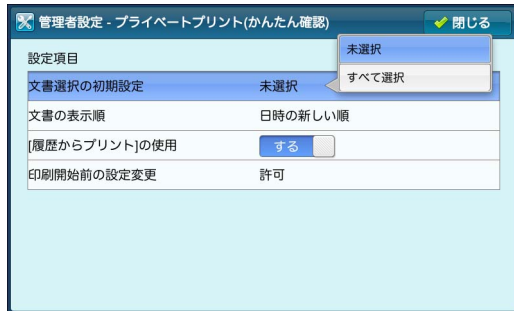 管理者設定 - プライベートプリント(かんたん確認)
閉じる
設定項目
未選択
すべて選択
文書選択の初期設定 未選択
文書の表示順 日時の新しい順
[履歴からプリント]の使用 する
印刷開始前の設定変更 許可